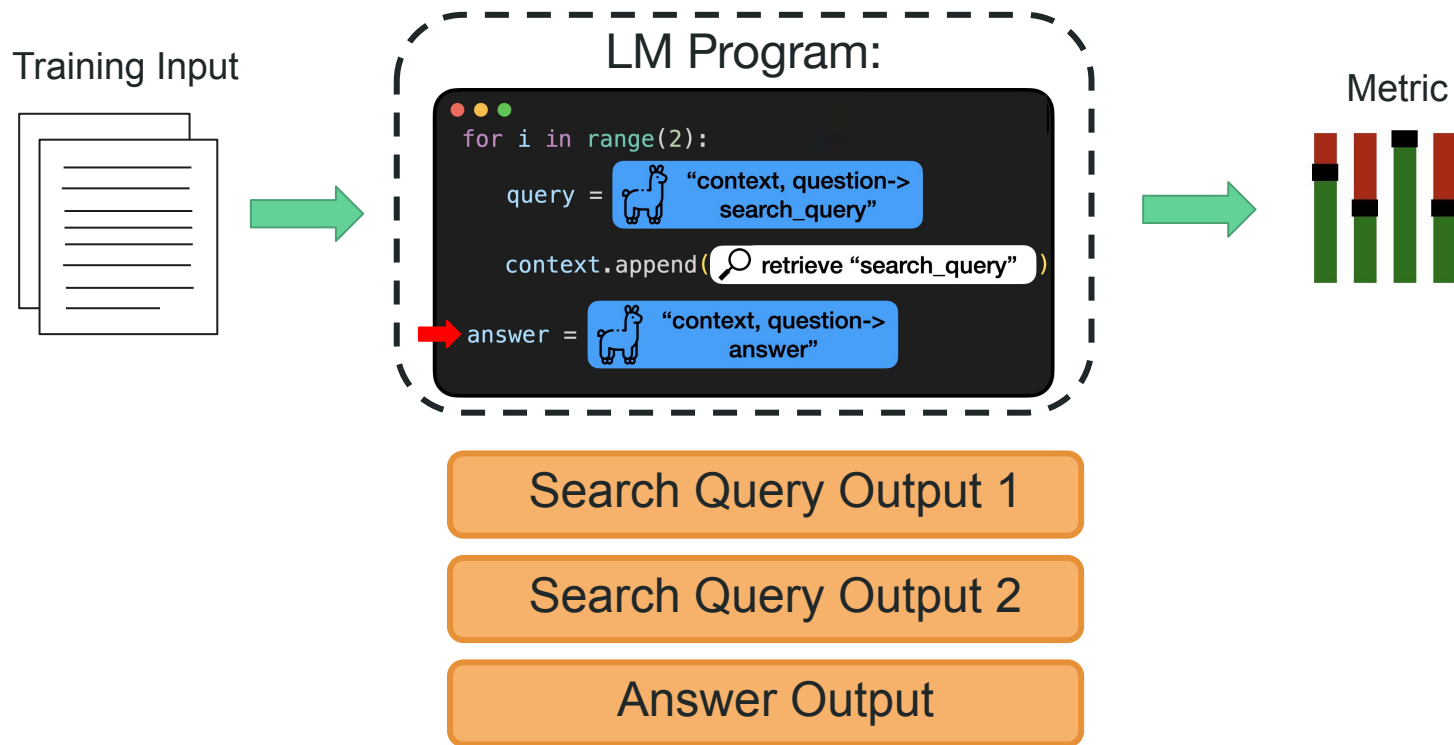 Training Input
LM Program:
Metric
for i in range(2):
query = “context, question->
search_query”
context.append( retrieve “search_query” )
answer = “context, question->
answer”
Search Query Output 1
Search Query Output 2
Answer Output